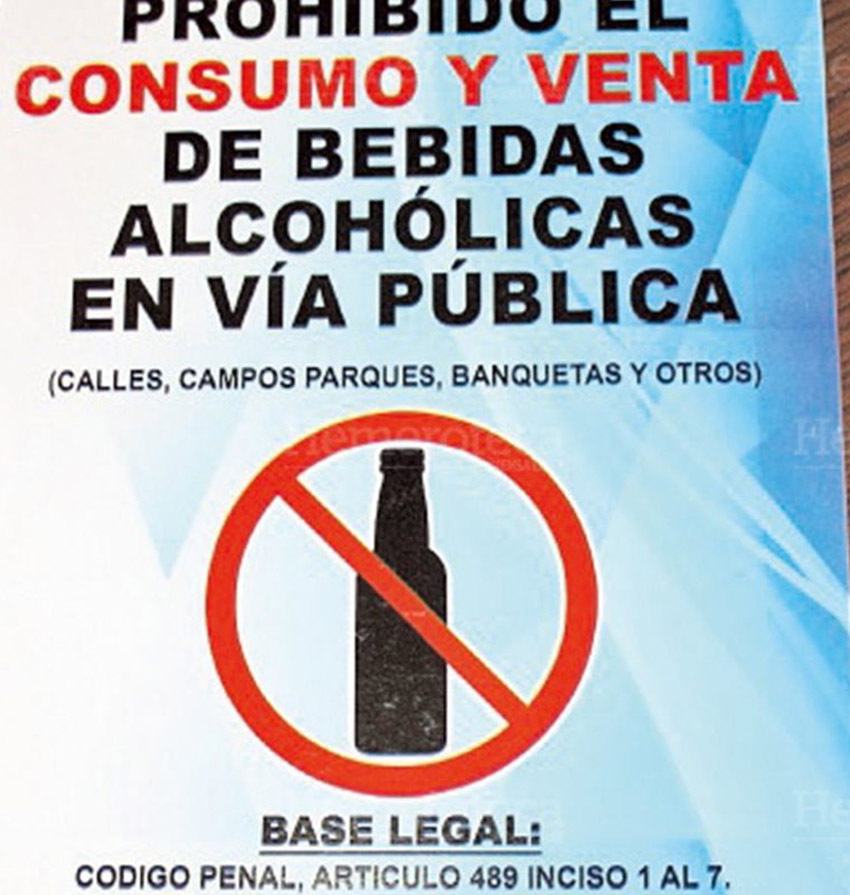 PROHIBIDO EL
CONSUMO Y VENTA
DE BEBIDAS
ALCOHÓLICAS
EN VÍA PÚBLICA
(CALLES, CAMPOS PARQUES, BANQUETAS Y OTROS)
Hemeroteca
BASE LEGAL:
CODIGO PENAL, ARTICULO 489 INCISO 1 AL 7.